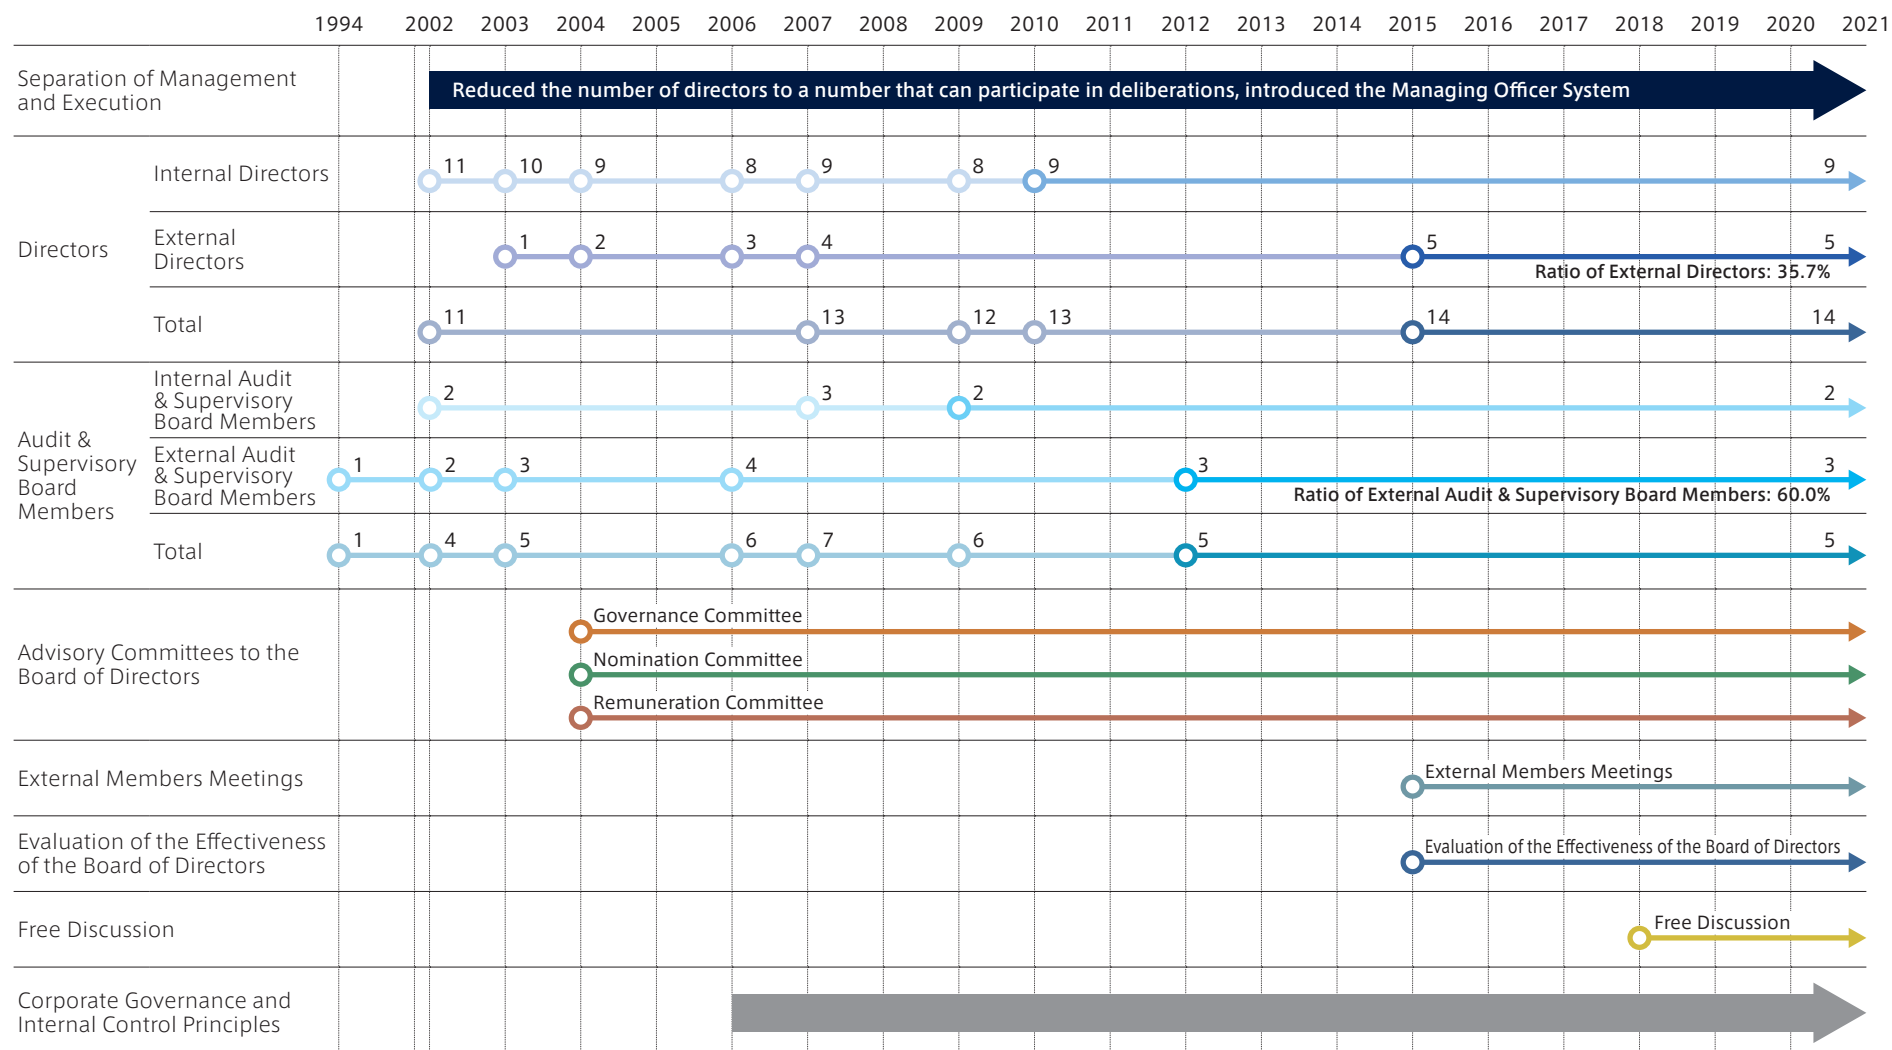 1994 2002 2003 2004 2005 2006 2007 2008 2009 2010 2011 2012 2013 2014 2015 2016 2017 2018 2019 2020 2021
Separation of Management
and Execution
Reduced the number of directors to a number that can participate in deliberations, introduced the Managing Officer System
Directors
Internal Directors
11 10 9 8 9 8 9 9
External
Directors
1 2 3 4 5 5
Ratio of External Directors: 35.7%
Total
11 13 12 13 14 14
Audit &
Supervisory
Board
Members
Internal Audit
& Supervisory
Board Members
2 3 2 2
External Audit
& Supervisory
Board Members
1 2 3 4 3 3
Ratio of External Audit & Supervisory Board Members: 60.0%
Total
1 4 5 6 7 6 5 5
Advisory Committees to the
Board of Directors
Governance Committee
Nomination Committee
Remuneration Committee
External Members Meetings
External Members Meetings
Evaluation of the Effectiveness
of the Board of Directors
Evaluation of the Effectiveness of the Board of Directors
Free Discussion
Free Discussion
Corporate Governance and
Internal Control Principles